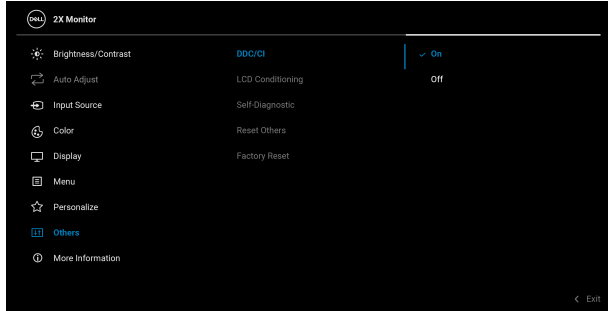 DELL 2X Monitor
Brightness/Contrast DDC/CI On
Auto Adjust LCD Conditioning Off
Input Source Self-Diagnostic
Color Reset Others
Display Factory Reset
Menu
Personalize
Others
More Information
Exit